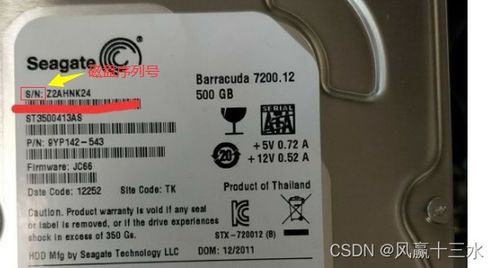 Seagate
磁盘序列号
S/N: Z2AHNK24
ST3500413AS
P/N: 9YP142-543
Firmware: JC66
Date Code: 12252 Site Code: TK
Caution: Product warranty is void if any seal
or label is removed, or if the drive experiences
shock in excess of 350 Gs.
HDD Mfg by Seagate Technology LLC DOM: 12/2011
Barracuda 7200.12
500 GB
SERIAL
ATA
+5V 0.72 A
+12V 0.52 A
20
Product of Thailand
STX-720012 (B)
CSDN @风赢十三水